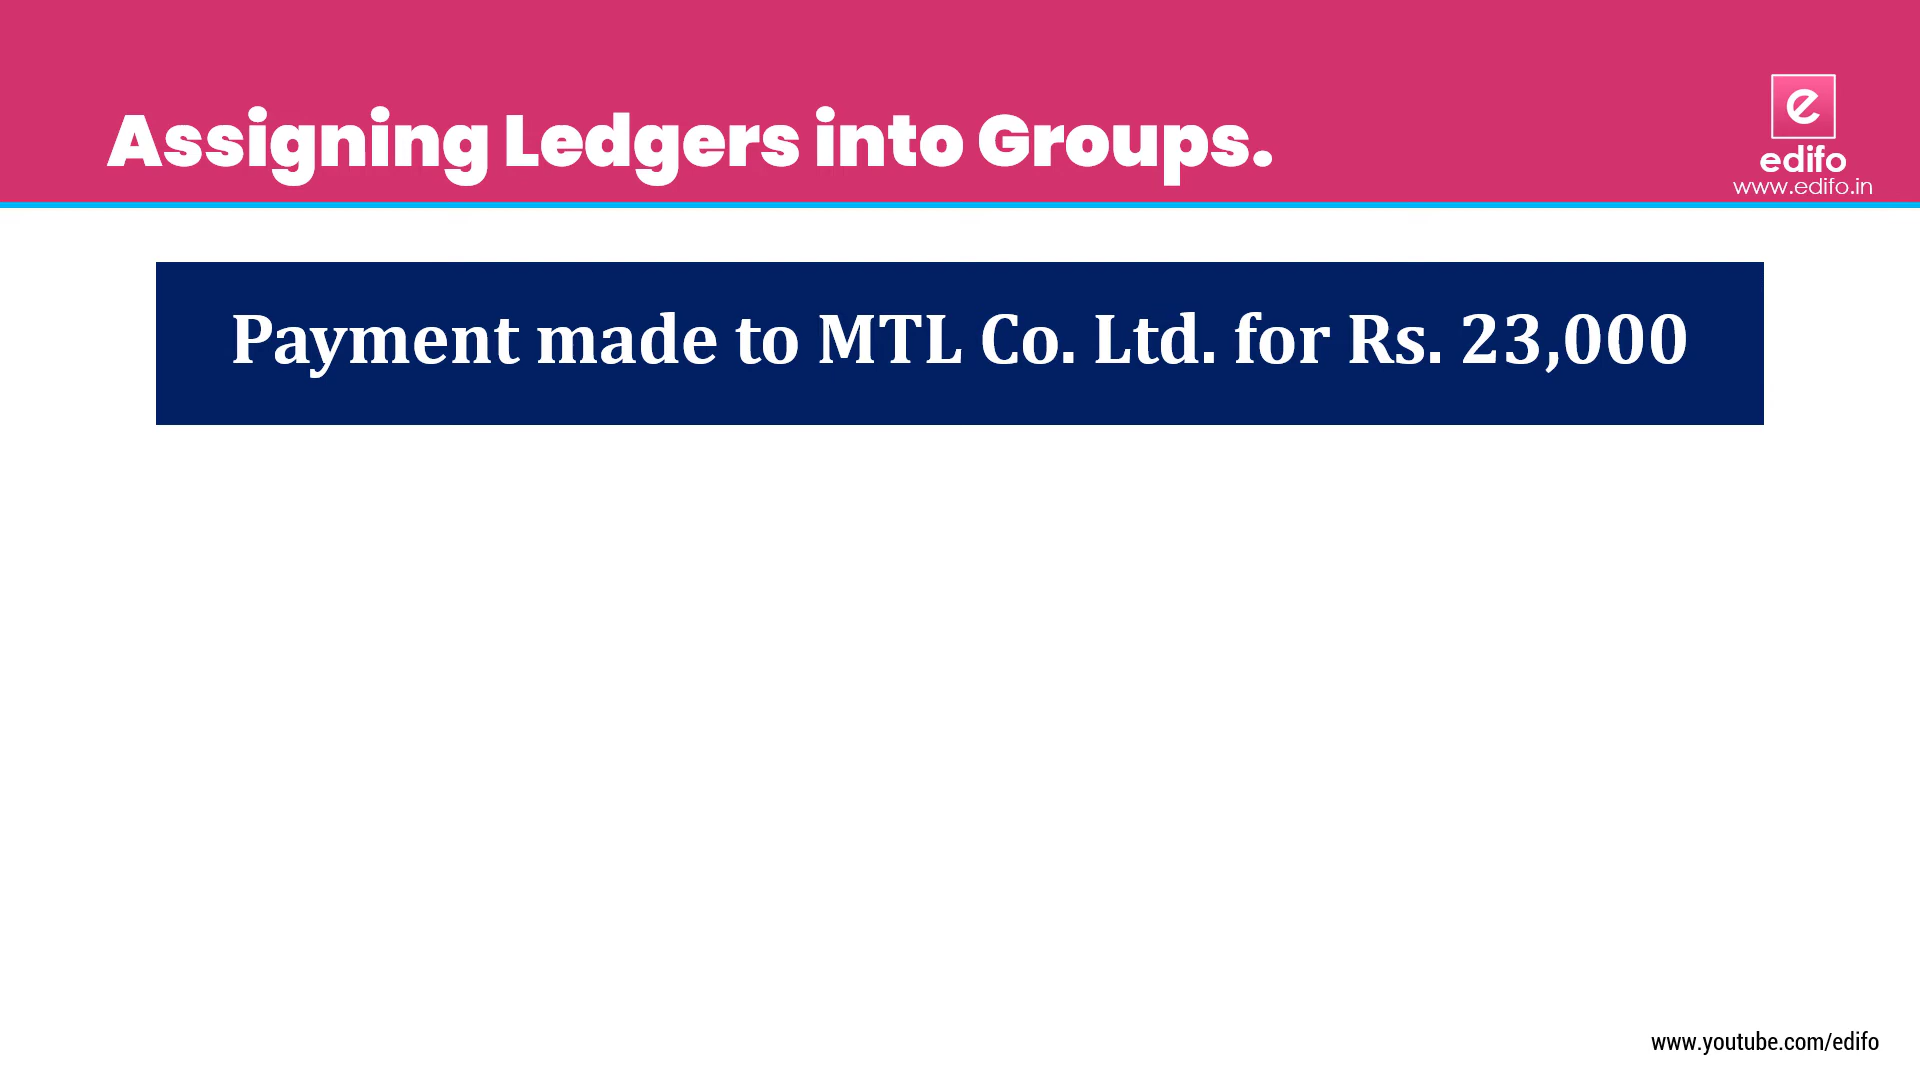 Assigning Ledgers into Groups.
e
edifo
www.edifo.in
Payment made to MTL Co. Ltd. for Rs. 23,000
www.youtube.com/edifo